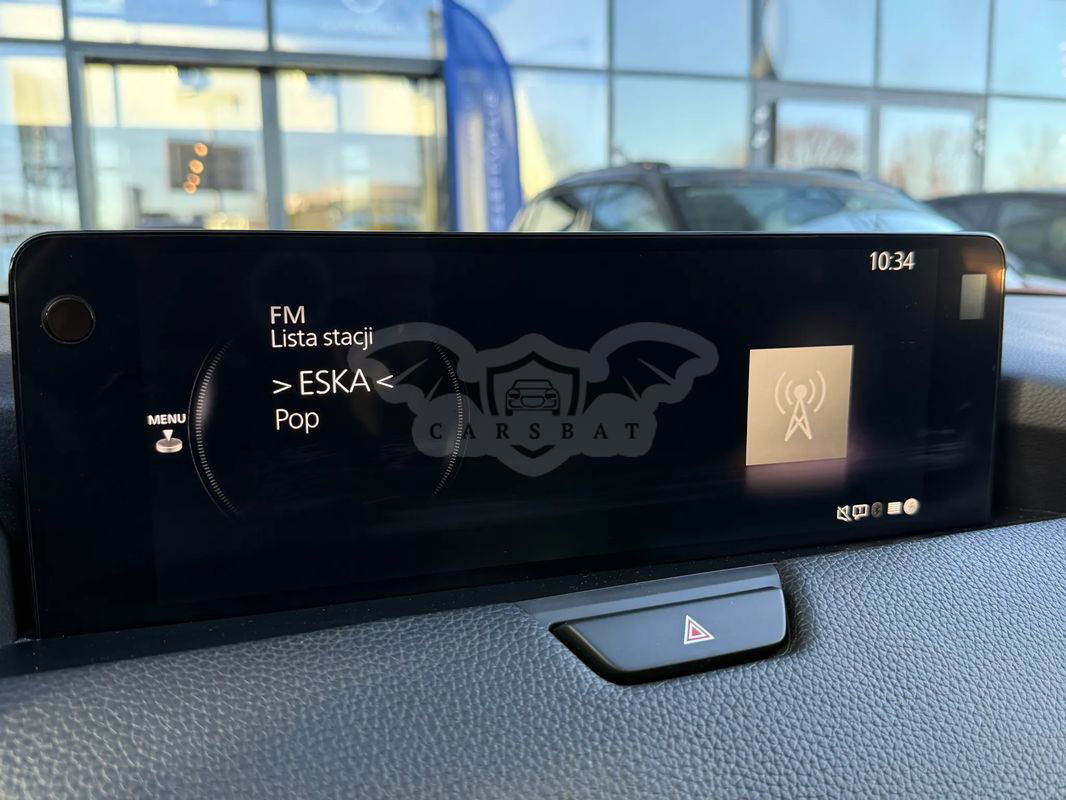 10:34
FM
Lista stacji
> ESKA <
Pop
MENU
CARSBAT